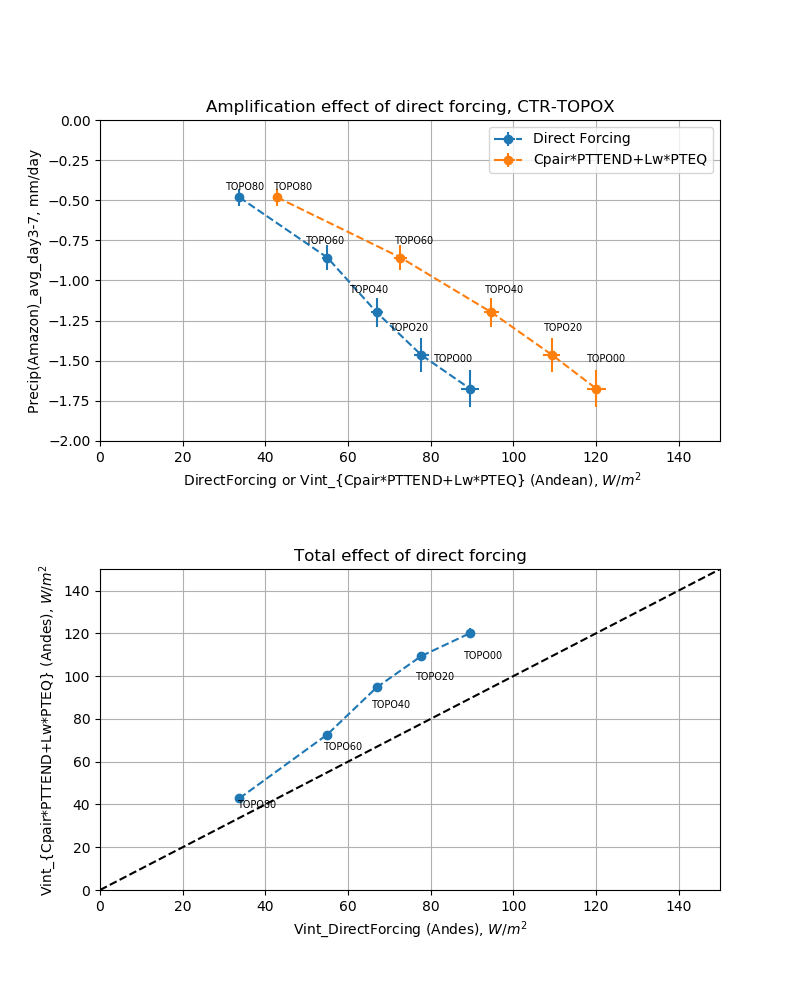 Amplification effect of direct forcing, CTR-TOPOX
Precip(Amazon)_avg_day3-7, mm/day
0.00
−0.25
−0.50
−0.75
−1.00
−1.25
−1.50
−1.75
−2.00
Direct Forcing
Cpair*PTTEND+Lw*PTEQ
TOPO80 TOPO80
TOPO60 TOPO60
TOPO40 TOPO40
TOPO20 TOPO20
TOPO00 TOPO00
0 20 40 60 80 100 120 140
DirectForcing or Vint_{Cpair*PTTEND+Lw*PTEQ} (Andean), W/m²
Total effect of direct forcing
Vint_{Cpair*PTTEND+Lw*PTEQ} (Andes), W/m²
140
120
100
80
60
40
20
0
TOPO00
TOPO20
TOPO40
TOPO60
TOPO80
0 20 40 60 80 100 120 140
Vint_DirectForcing (Andes), W/m²